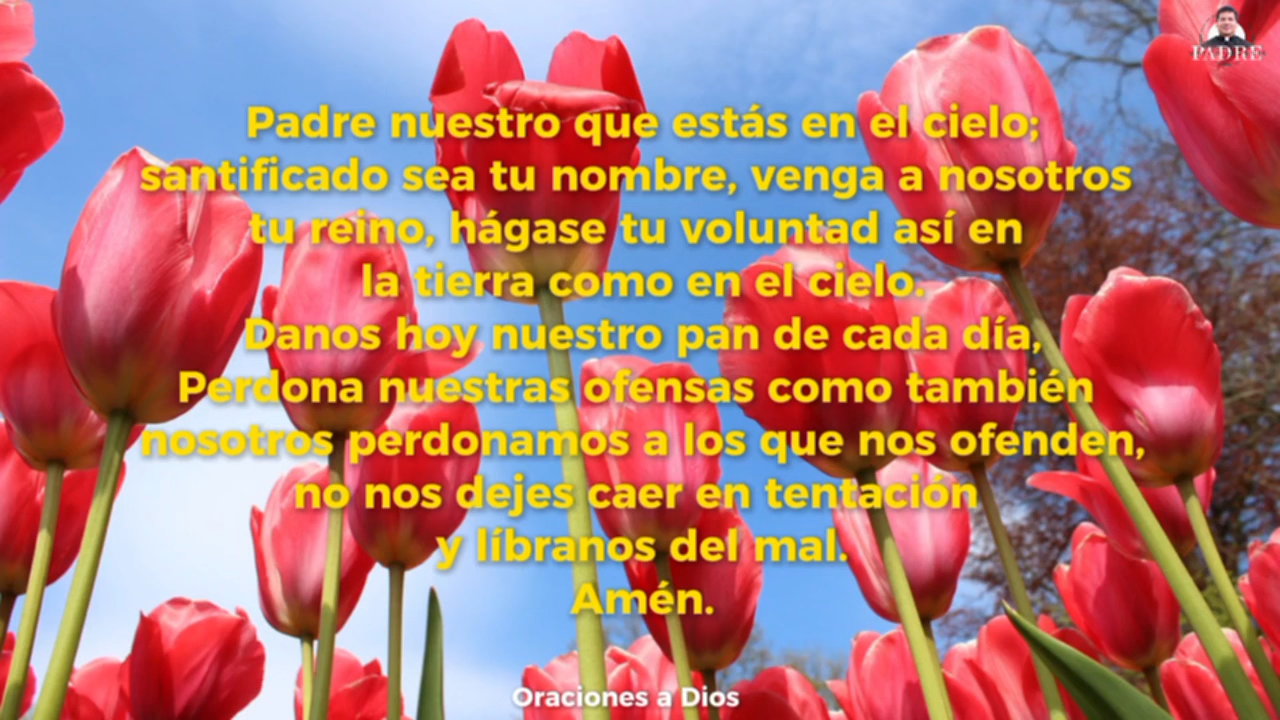 PADRE
Padre nuestro que estás en el cielo;
santificado sea tu nombre, venga a nosotros
tu reino, hágase tu voluntad así en
la tierra como en el cielo.
Danos hoy nuestro pan de cada día,
Perdona nuestras ofensas como también
nosotros perdonamos a los que nos ofenden,
no nos dejes caer en tentación
y líbranos del mal.
Amén.
Oraciones a Dios